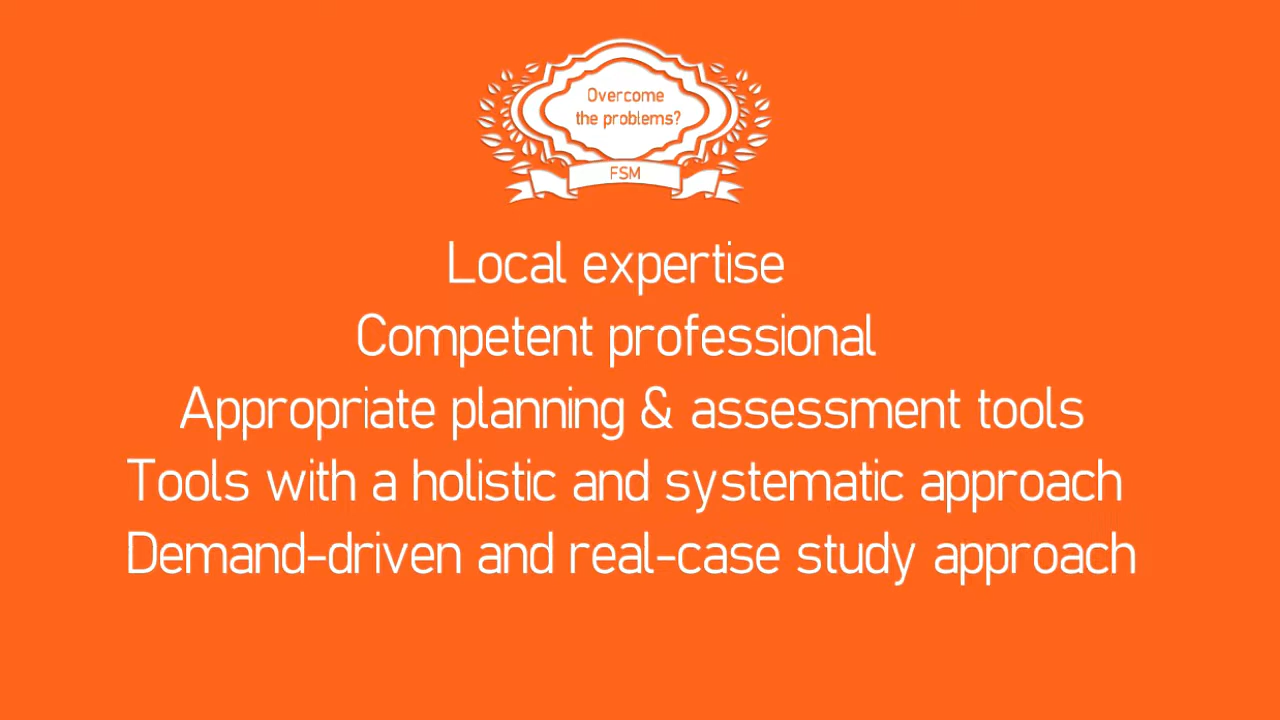 Overcome
the problems?
FSM
Local expertise
Competent professional
Appropriate planning & assessment tools
Tools with a holistic and systematic approach
Demand-driven and real-case study approach